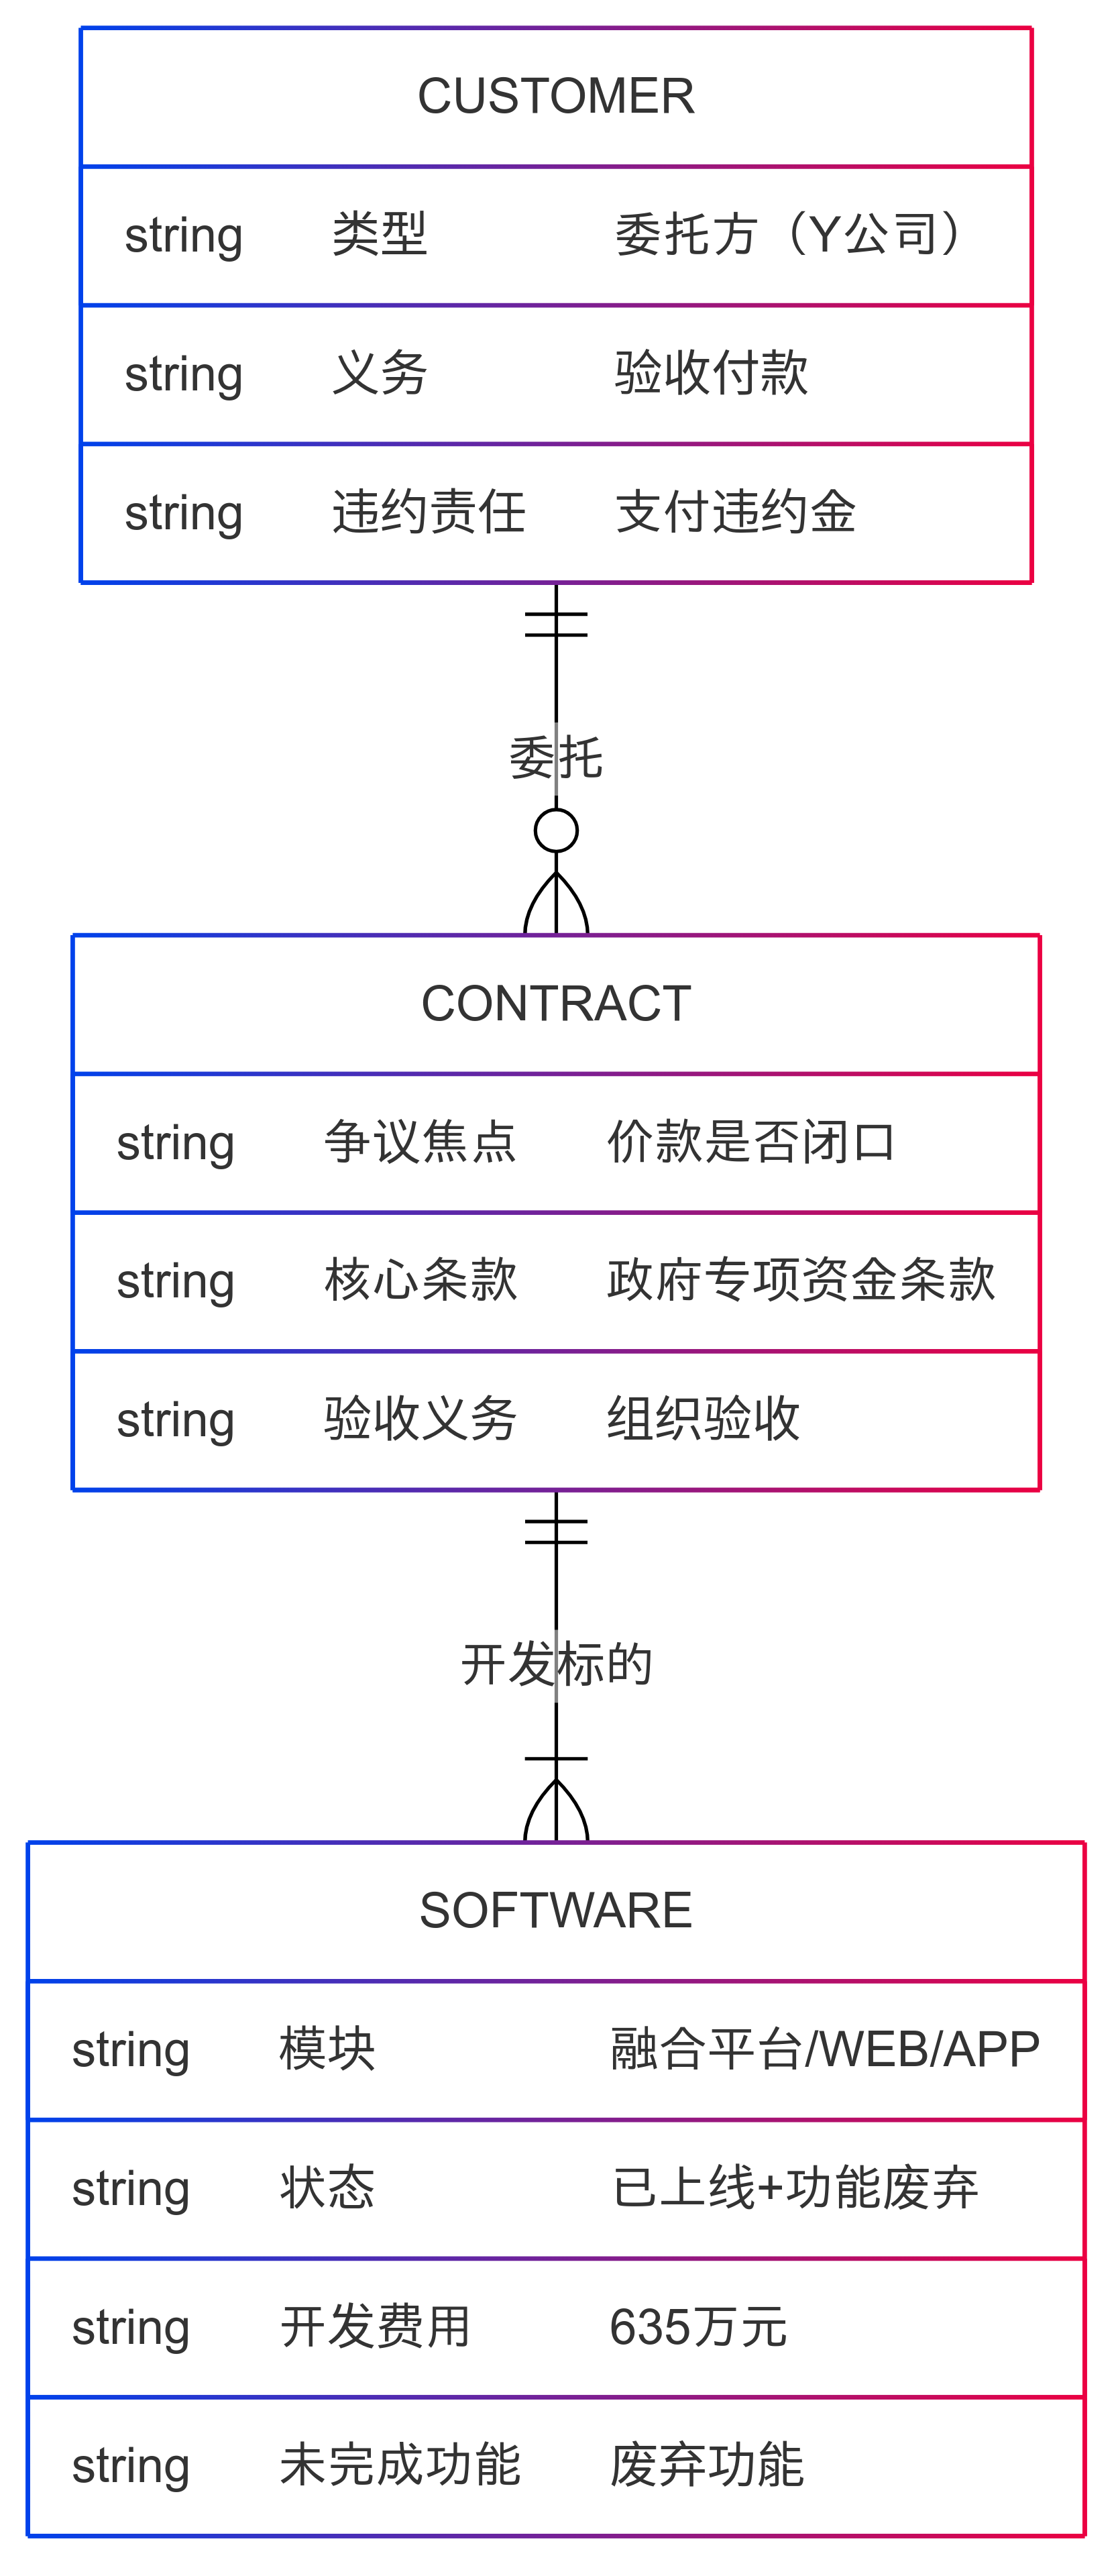 CUSTOMER
string 类型 委托方（Y公司）
string 义务 验收付款
string 违约责任 支付违约金
委托
CONTRACT
string 争议焦点 价款是否闭口
string 核心条款 政府专项资金条款
string 验收义务 组织验收
开发标的
SOFTWARE
string 模块 融合平台/WEB/APP
string 状态 已上线+功能废弃
string 开发费用 635万元
string 未完成功能 废弃功能